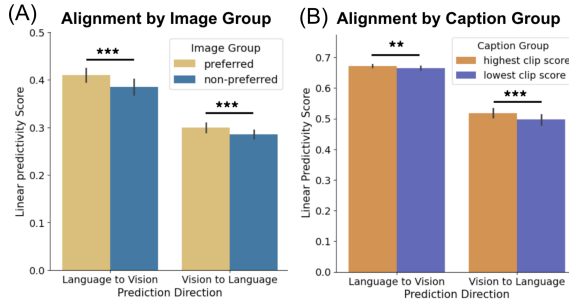 (A) Alignment by Image Group
0.5
0.4
0.3
0.2
0.1
0.0
Linear predictivity Score
***
***
Image Group
preferred
non-preferred
Language to Vision
Vision to Language
Prediction Direction
(B) Alignment by Caption Group
0.7
0.6
0.5
0.4
0.3
0.2
0.1
0.0
Linear Predictivity Score
**
***
Caption Group
highest clip score
lowest clip score
Language to Vision
Vision to Language
Prediction Direction